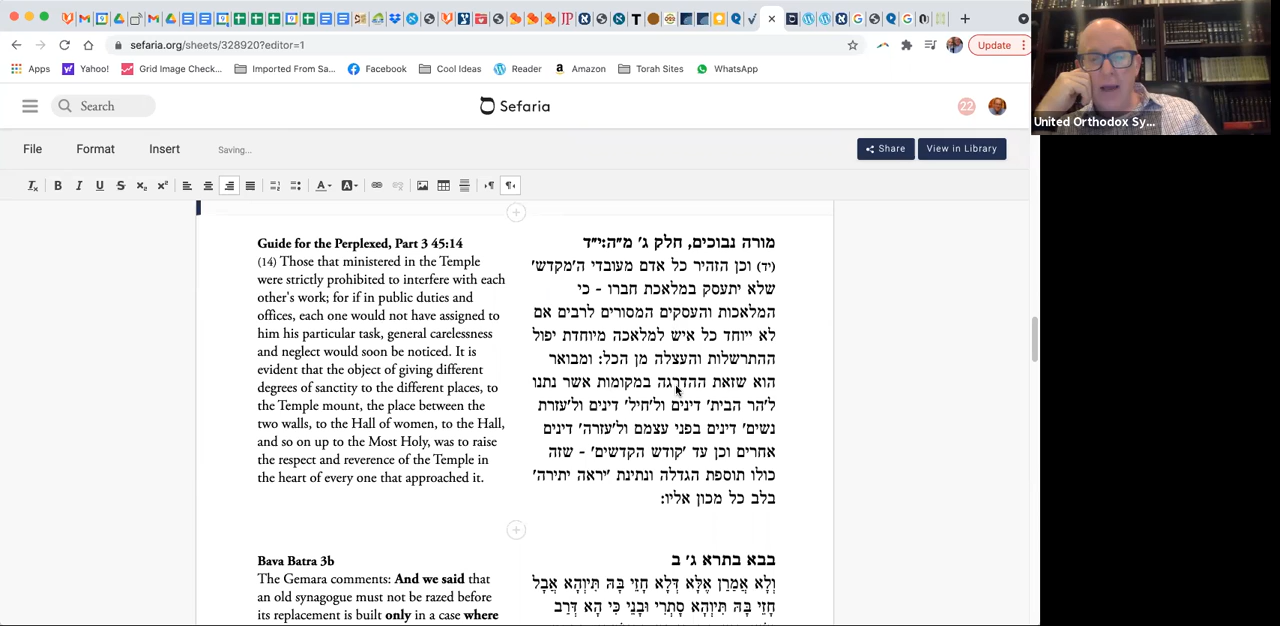 sefaria.org/sheets/328920?editor=1
Update
Apps
Yahoo!
Grid Image Check...
Imported From Sa...
Facebook
Cool Ideas
Reader
Amazon
Torah Sites
WhatsApp
United Orthodox Sy...
Search
Sefaria
22
File
Format
Insert
Saving...
Share
View in Library
Guide for the Perplexed, Part 3 45:14
(14) Those that ministered in the Temple
were strictly prohibited to interfere with each
other's work; for if in public duties and
offices, each one would not have assigned to
him his particular task, general carelessness
and neglect would soon be noticed. It is
evident that the object of giving different
degrees of sanctity to the different places, to
the Temple mount, the place between the
two walls, to the Hall of women, to the Hall,
and so on up to the Most Holy, was to raise
the respect and reverence of the Temple in
the heart of every one that approached it.
מורה נבוכים, חלק ג׳ מ״ה:י״ד
(יד) וכן הזהיר כל אדם מעובדי ה׳מקדש׳
שלא יתעסק במלאכת חברו - כי
המלאכות והעסקים המסורים לרבים אם
לא ייוחד כל איש למלאכה מיוחדת יפול
ההתרשלות והעצלה מן הכל: ומבואר
הוא שזאת ההדרגה במקומות אשר נתנו
ל׳הר הבית׳ דינים ול׳חיל׳ דינים ול׳עזרת
נשים׳ דינים בפני עצמם ול׳עזרה׳ דינים
אחרים וכן עד ׳קודש הקדשים׳ - שזה
כולו תוספת הגדלה ונתינת ׳יראה יתירה׳
בלב כל מכון אליו:
Bava Batra 3b
The Gemara comments: And we said that
an old synagogue must not be razed before
its replacement is built only in a case where
בבא בתרא ג׳ ב
וְלָא אֲמַרַן אֶלָּא דְּלָא חֲזֵי בַּהּ תִּיוְהָא אֲבָל
חֲזֵי בַּהּ תִּיוְהָא סָתְרִי וּבָנֵי כִּי הָא דְּרַב